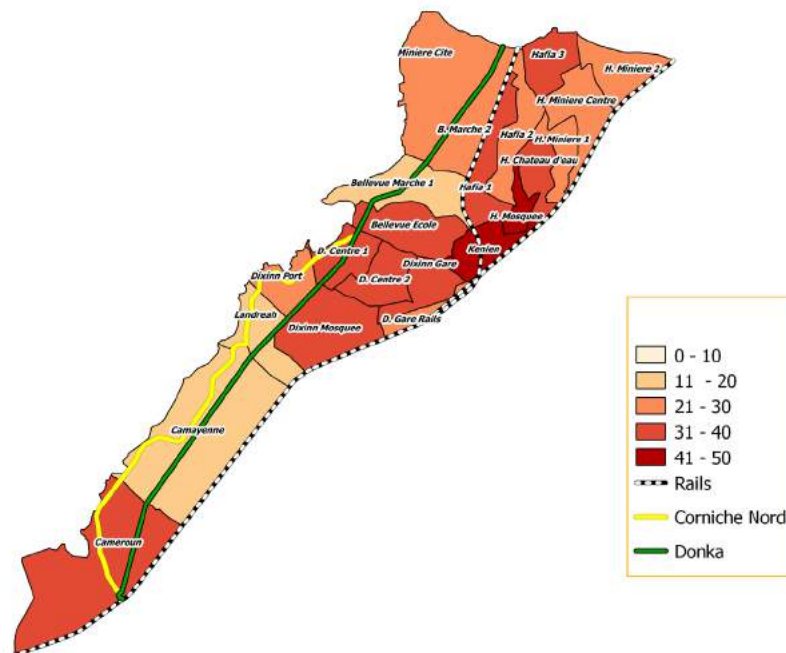 Miniere Cite
Hafia 3
H. Miniere 2
H. Miniere Centre
B. Marche 2
Hafia 2
H. Miniere 1
H. Chateau d'eau
Bellevue Marche 1
Hafia 1
H. Mosquee
Bellevue Ecole
D. Centre 1
Kenien
Dixinn Gare
Dixinn Port
D. Centre 2
Landreah
Dixinn Mosquee
D. Gare Rails
Camayenne
Cameroun
0 - 10
11 - 20
21 - 30
31 - 40
41 - 50
Rails
Corniche Nord
Donka